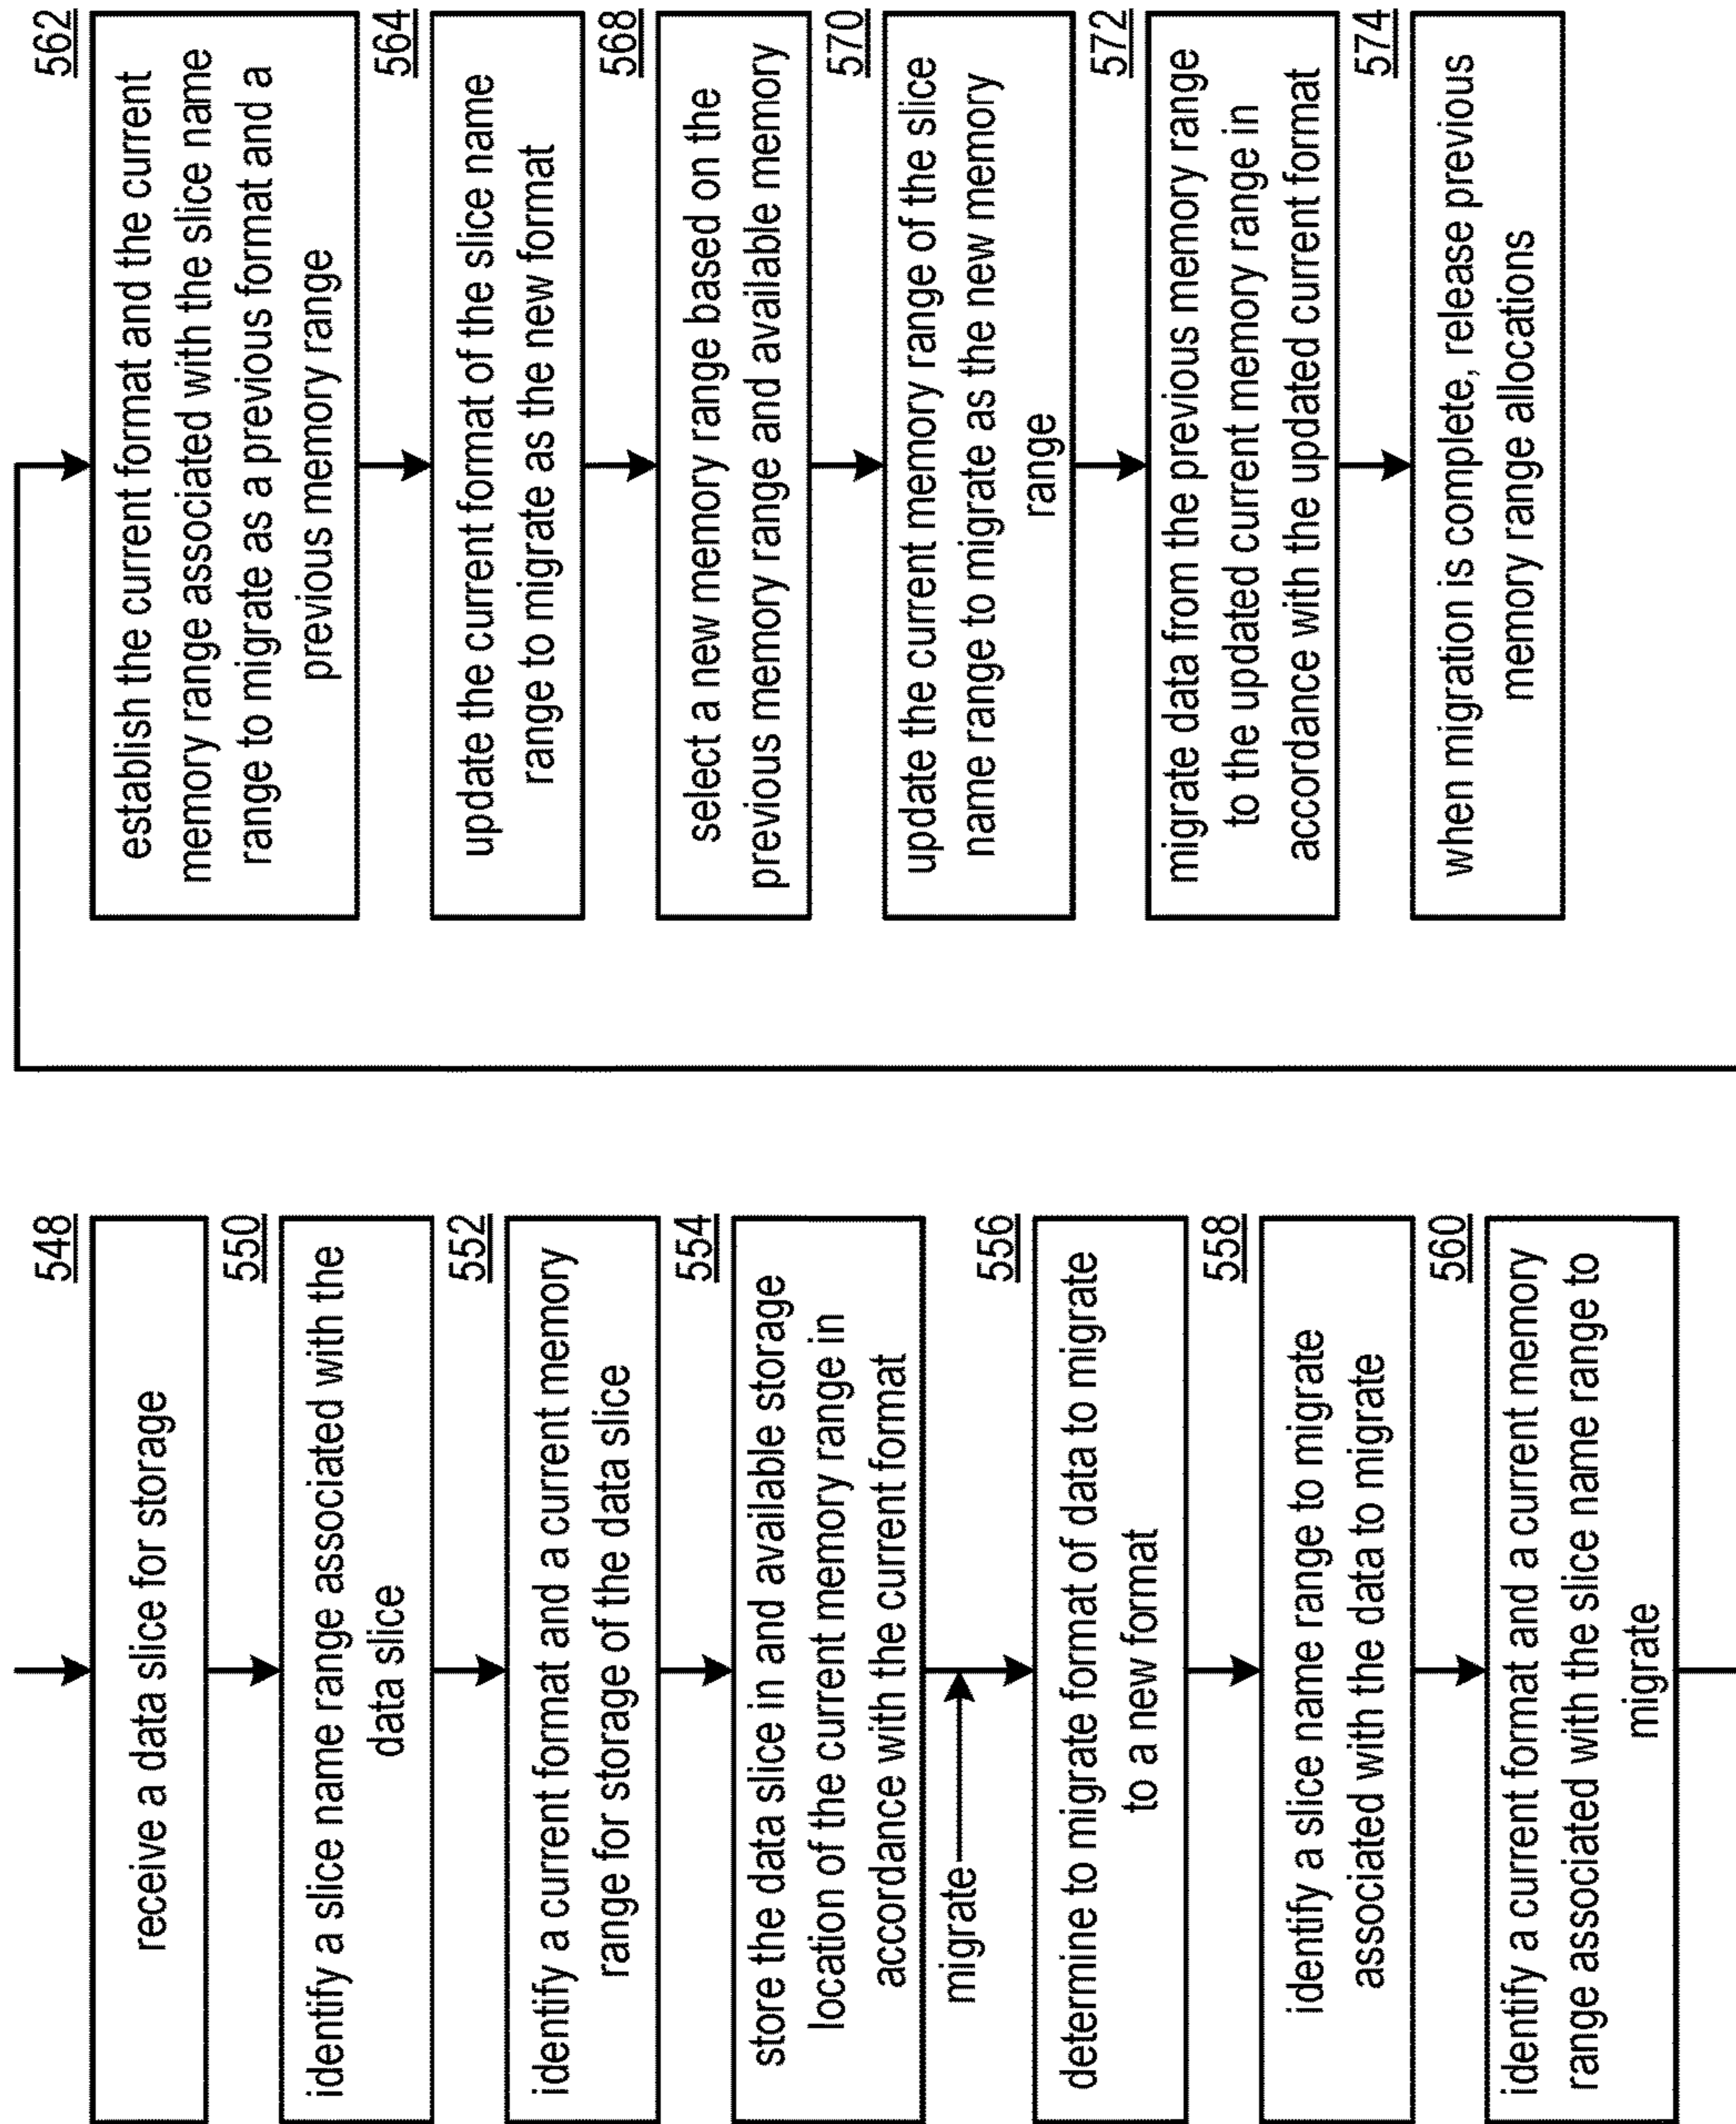 548
receive a data slice for storage
550
identify a slice name range associated with the
data slice
552
identify a current format and a current memory
range for storage of the data slice
554
store the data slice in and available storage
location of the current memory range in
accordance with the current format
migrate
556
determine to migrate format of data to migrate
to a new format
558
identify a slice name range to migrate
associated with the data to migrate
560
identify a current format and a current memory
range associated with the slice name range to
migrate
562
establish the current format and the current
memory range associated with the slice name
range to migrate as a previous format and a
previous memory range
564
update the current format of the slice name
range to migrate as the new format
568
select a new memory range based on the
previous memory range and available memory
570
update the current memory range of the slice
name range to migrate as the new memory
range
572
migrate data from the previous memory range
to the updated current memory range in
accordance with the updated current format
574
when migration is complete, release previous
memory range allocations